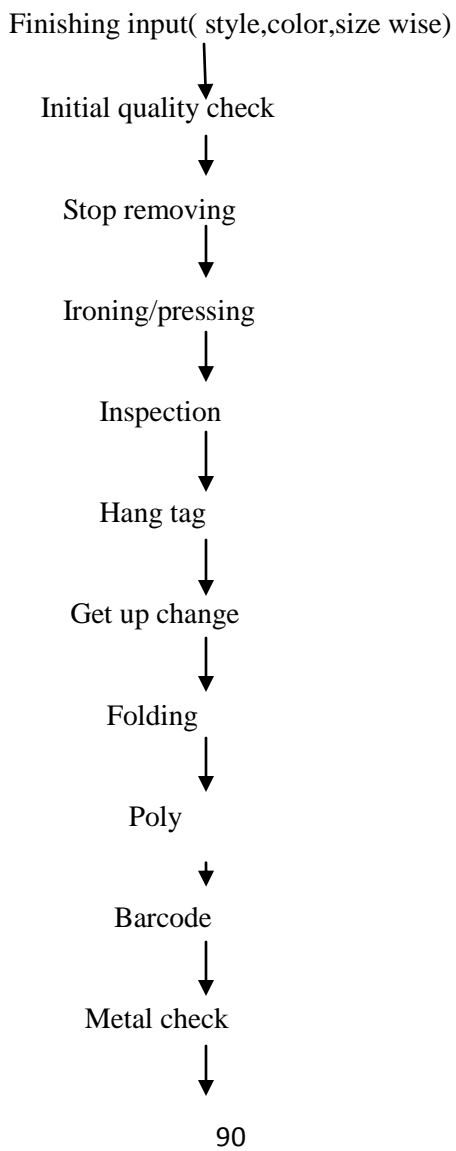 Finishing input( style,color,size wise)
Initial quality check
Stop removing
Ironing/pressing
Inspection
Hang tag
Get up change
Folding
Poly
Barcode
Metal check
90